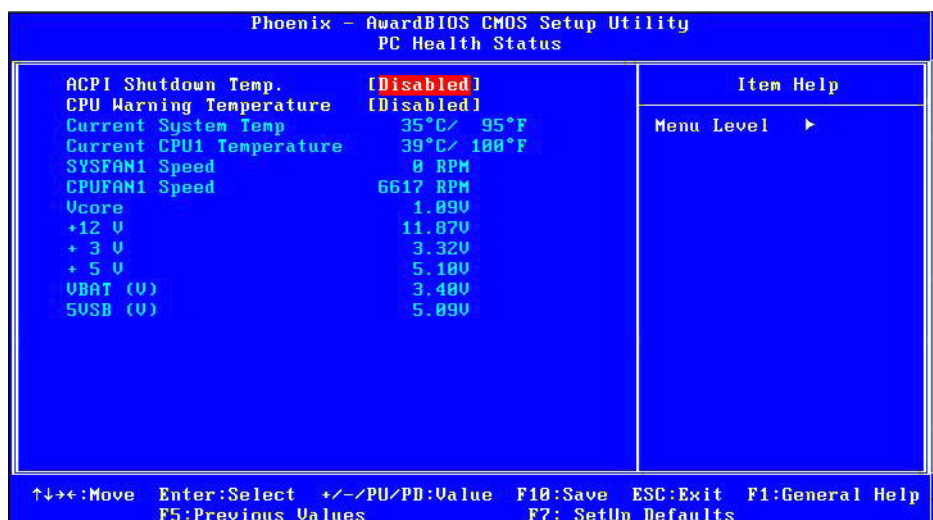 Phoenix - AwardBIOS CMOS Setup Utility
PC Health Status
ACPI Shutdown Temp. [Disabled]
CPU Warning Temperature [Disabled]
Current System Temp 35°C/ 95°F
Current CPU1 Temperature 39°C/ 100°F
SYSFAN1 Speed 0 RPM
CPUFAN1 Speed 6617 RPM
Vcore 1.09V
+12 V 11.87V
+ 3 V 3.32V
+ 5 V 5.10V
VBAT (V) 3.40V
5VSB (V) 5.09V
Item Help
Menu Level ►
↑↓→←:Move Enter:Select +/-/PU/PD:Value F10:Save ESC:Exit F1:General Help
F5:Previous Values F7: SetUp Defaults